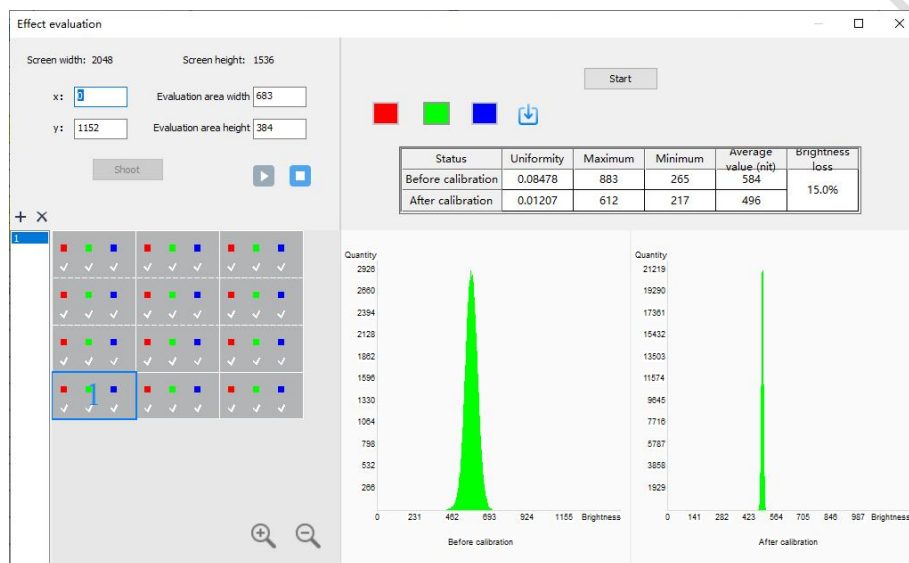 Effect evaluation
Screen width: 2048 Screen height: 1536
x: 0 Evaluation area width 683
y: 1152 Evaluation area height 384
Shoot
Start
Status Uniformity Maximum Minimum Average value (nit) Brightness loss
Before calibration 0.08478 883 265 584 15.0%
After calibration 0.01207 612 217 496
1
1
Quantity
2926
2660
2394
2128
1862
1596
1330
1064
798
532
266
0 231 462 693 924 1155 Brightness
Before calibration
Quantity
21219
19290
17361
15432
13503
11574
9645
7716
5787
3858
1929
0 141 282 423 564 705 846 987 Brightness
After calibration